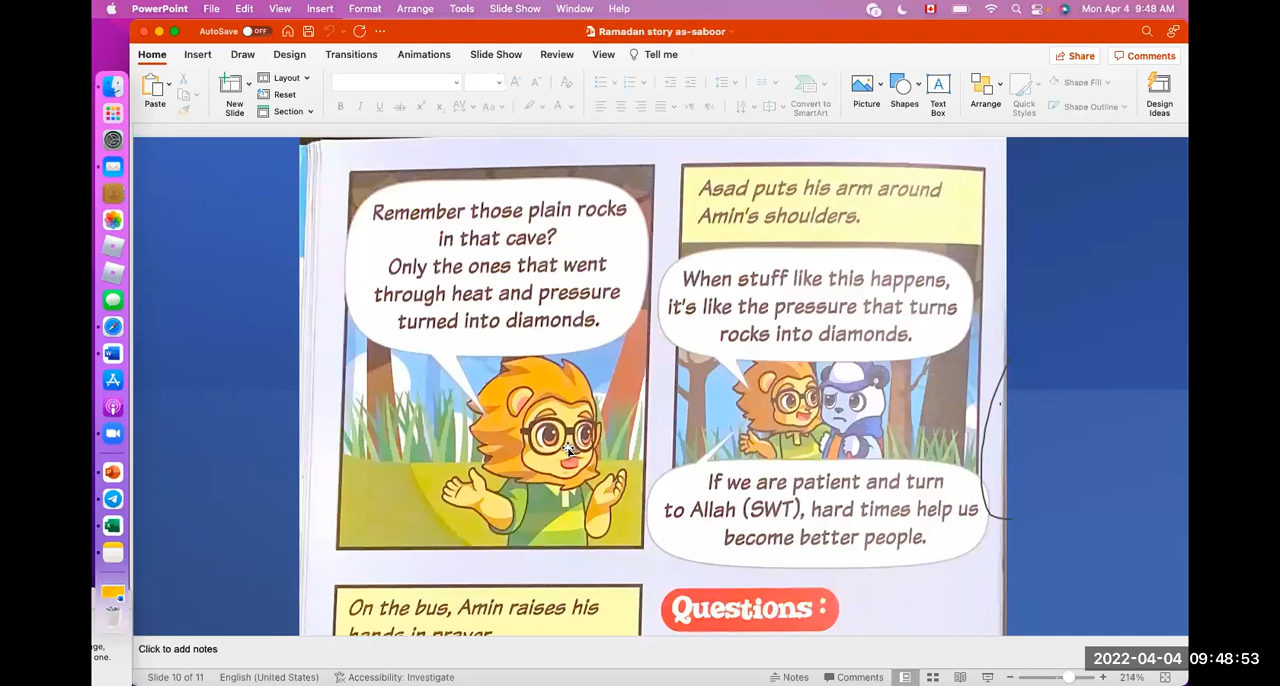 PowerPoint File Edit View Insert Format Arrange Tools Slide Show Window Help Mon Apr 4 9:48 AM
AutoSave OFF Ramadan story as-saboor
Home Insert Draw Design Transitions Animations Slide Show Review View Tell me Share Comments
Paste New Slide Layout Reset Section Convert to SmartArt Picture Shapes Text Box Arrange Quick Styles Shape Fill Shape Outline Design Ideas
Remember those plain rocks
in that cave?
Only the ones that went
through heat and pressure
turned into diamonds.
Asad puts his arm around
Amin's shoulders.
When stuff like this happens,
it's like the pressure that turns
rocks into diamonds.
If we are patient and turn
to Allah (SWT), hard times help us
become better people.
On the bus, Amin raises his
hands in prayer
Questions :
Click to add notes
ge,
one.
2022-04-04 09:48:53
Slide 10 of 11 English (United States) Accessibility: Investigate Notes Comments 214%